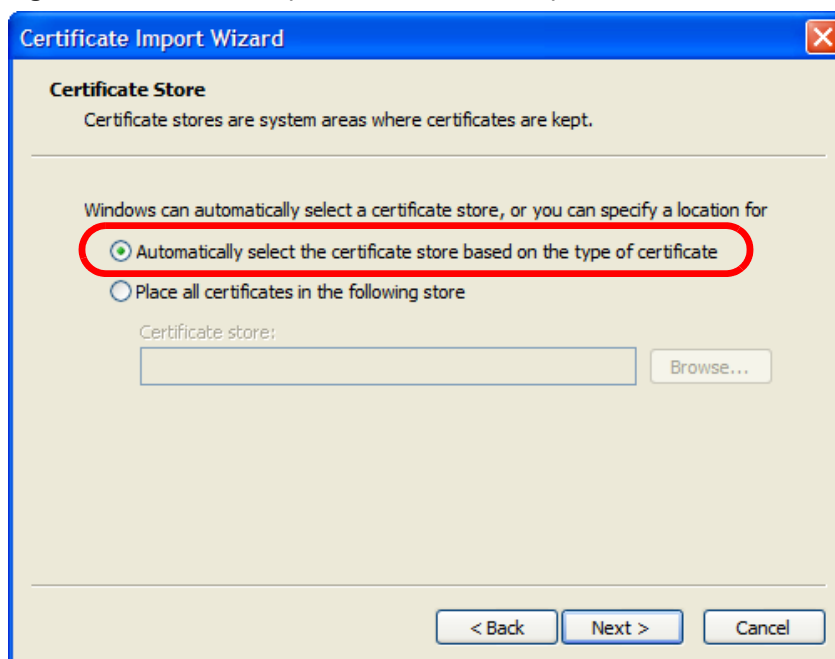 Certificate Import Wizard
Certificate Store
Certificate stores are system areas where certificates are kept.
Windows can automatically select a certificate store, or you can specify a location for
Automatically select the certificate store based on the type of certificate
Place all certificates in the following store
Certificate store:
Browse...
< Back Next > Cancel